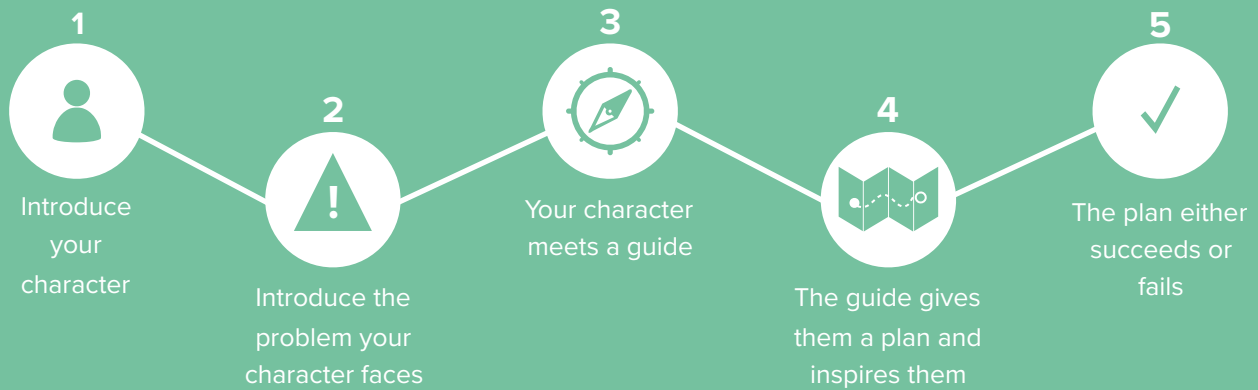 1
Introduce
your
character
2
!
Introduce the
problem your
character faces
3
Your character
meets a guide
4
The guide gives
them a plan and
inspires them
5
The plan either
succeeds or
fails